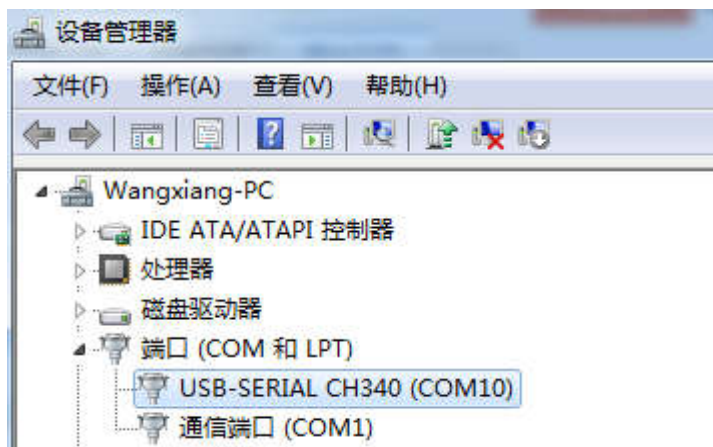 设备管理器
文件(F) 操作(A) 查看(V) 帮助(H)
Wangxiang-PC
IDE ATA/ATAPI 控制器
处理器
磁盘驱动器
端口 (COM 和 LPT)
USB-SERIAL CH340 (COM10)
通信端口 (COM1)